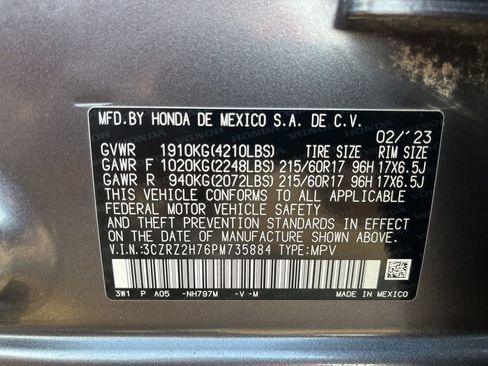 MFD.BY HONDA DE MEXICO S.A. DE C.V.
02/'23
GVWR 1910KG(4210LBS) TIRE SIZE RIM SIZE
GAWR F 1020KG(2248LBS) 215/60R17 96H 17X6.5J
GAWR R 940KG(2072LBS) 215/60R17 96H 17X6.5J
THIS VEHICLE CONFORMS TO ALL APPLICABLE
FEDERAL MOTOR VEHICLE SAFETY
AND THEFT PREVENTION STANDARDS IN EFFECT ON
THE DATE OF MANUFACTURE SHOWN ABOVE.
V.I.N.:3CZRZ2H76PM735884 TYPE:MPV
3W1 P A05 -NH797M -V -M MADE IN MEXICO